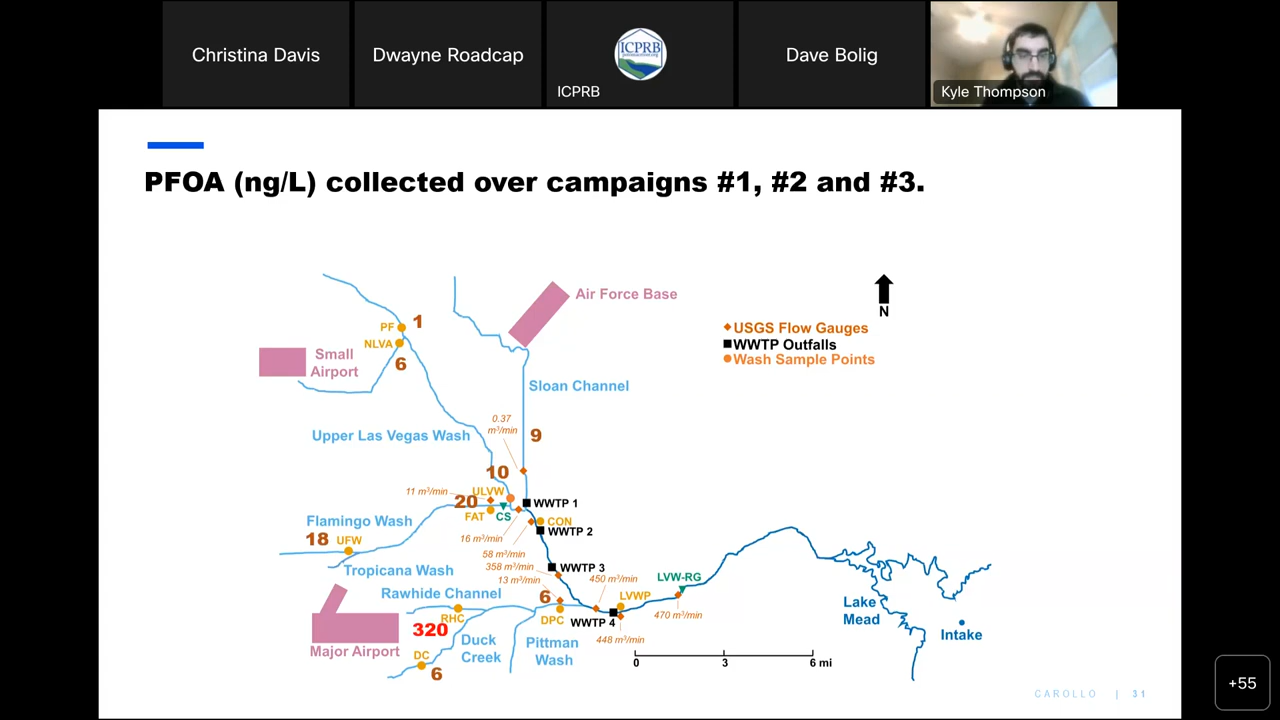 Christina Davis
Dwayne Roadcap
ICPRB
ICPRB
Dave Bolig
Kyle Thompson
PFOA (ng/L) collected over campaigns #1, #2 and #3.
Air Force Base
N
PF
1
NLVA
6
Small
Airport
USGS Flow Gauges
WWTP Outfalls
Wash Sample Points
Sloan Channel
0.37
m³/min
9
Upper Las Vegas Wash
10
11 m³/min
ULVW
20
FAT
CS
WWTP 1
Flamingo Wash
CON
WWTP 2
18
UFW
16 m³/min
58 m³/min
358 m³/min
WWTP 3
Tropicana Wash
13 m³/min
450 m³/min
LVW-RG
Rawhide Channel
6
LVWP
RHC
DPC
WWTP 4
470 m³/min
Lake
Mead
Intake
320
Major Airport
Duck
Creek
Pittman
Wash
448 m³/min
DC
6
0
3
6 mi
CAROLLO | 31
+55